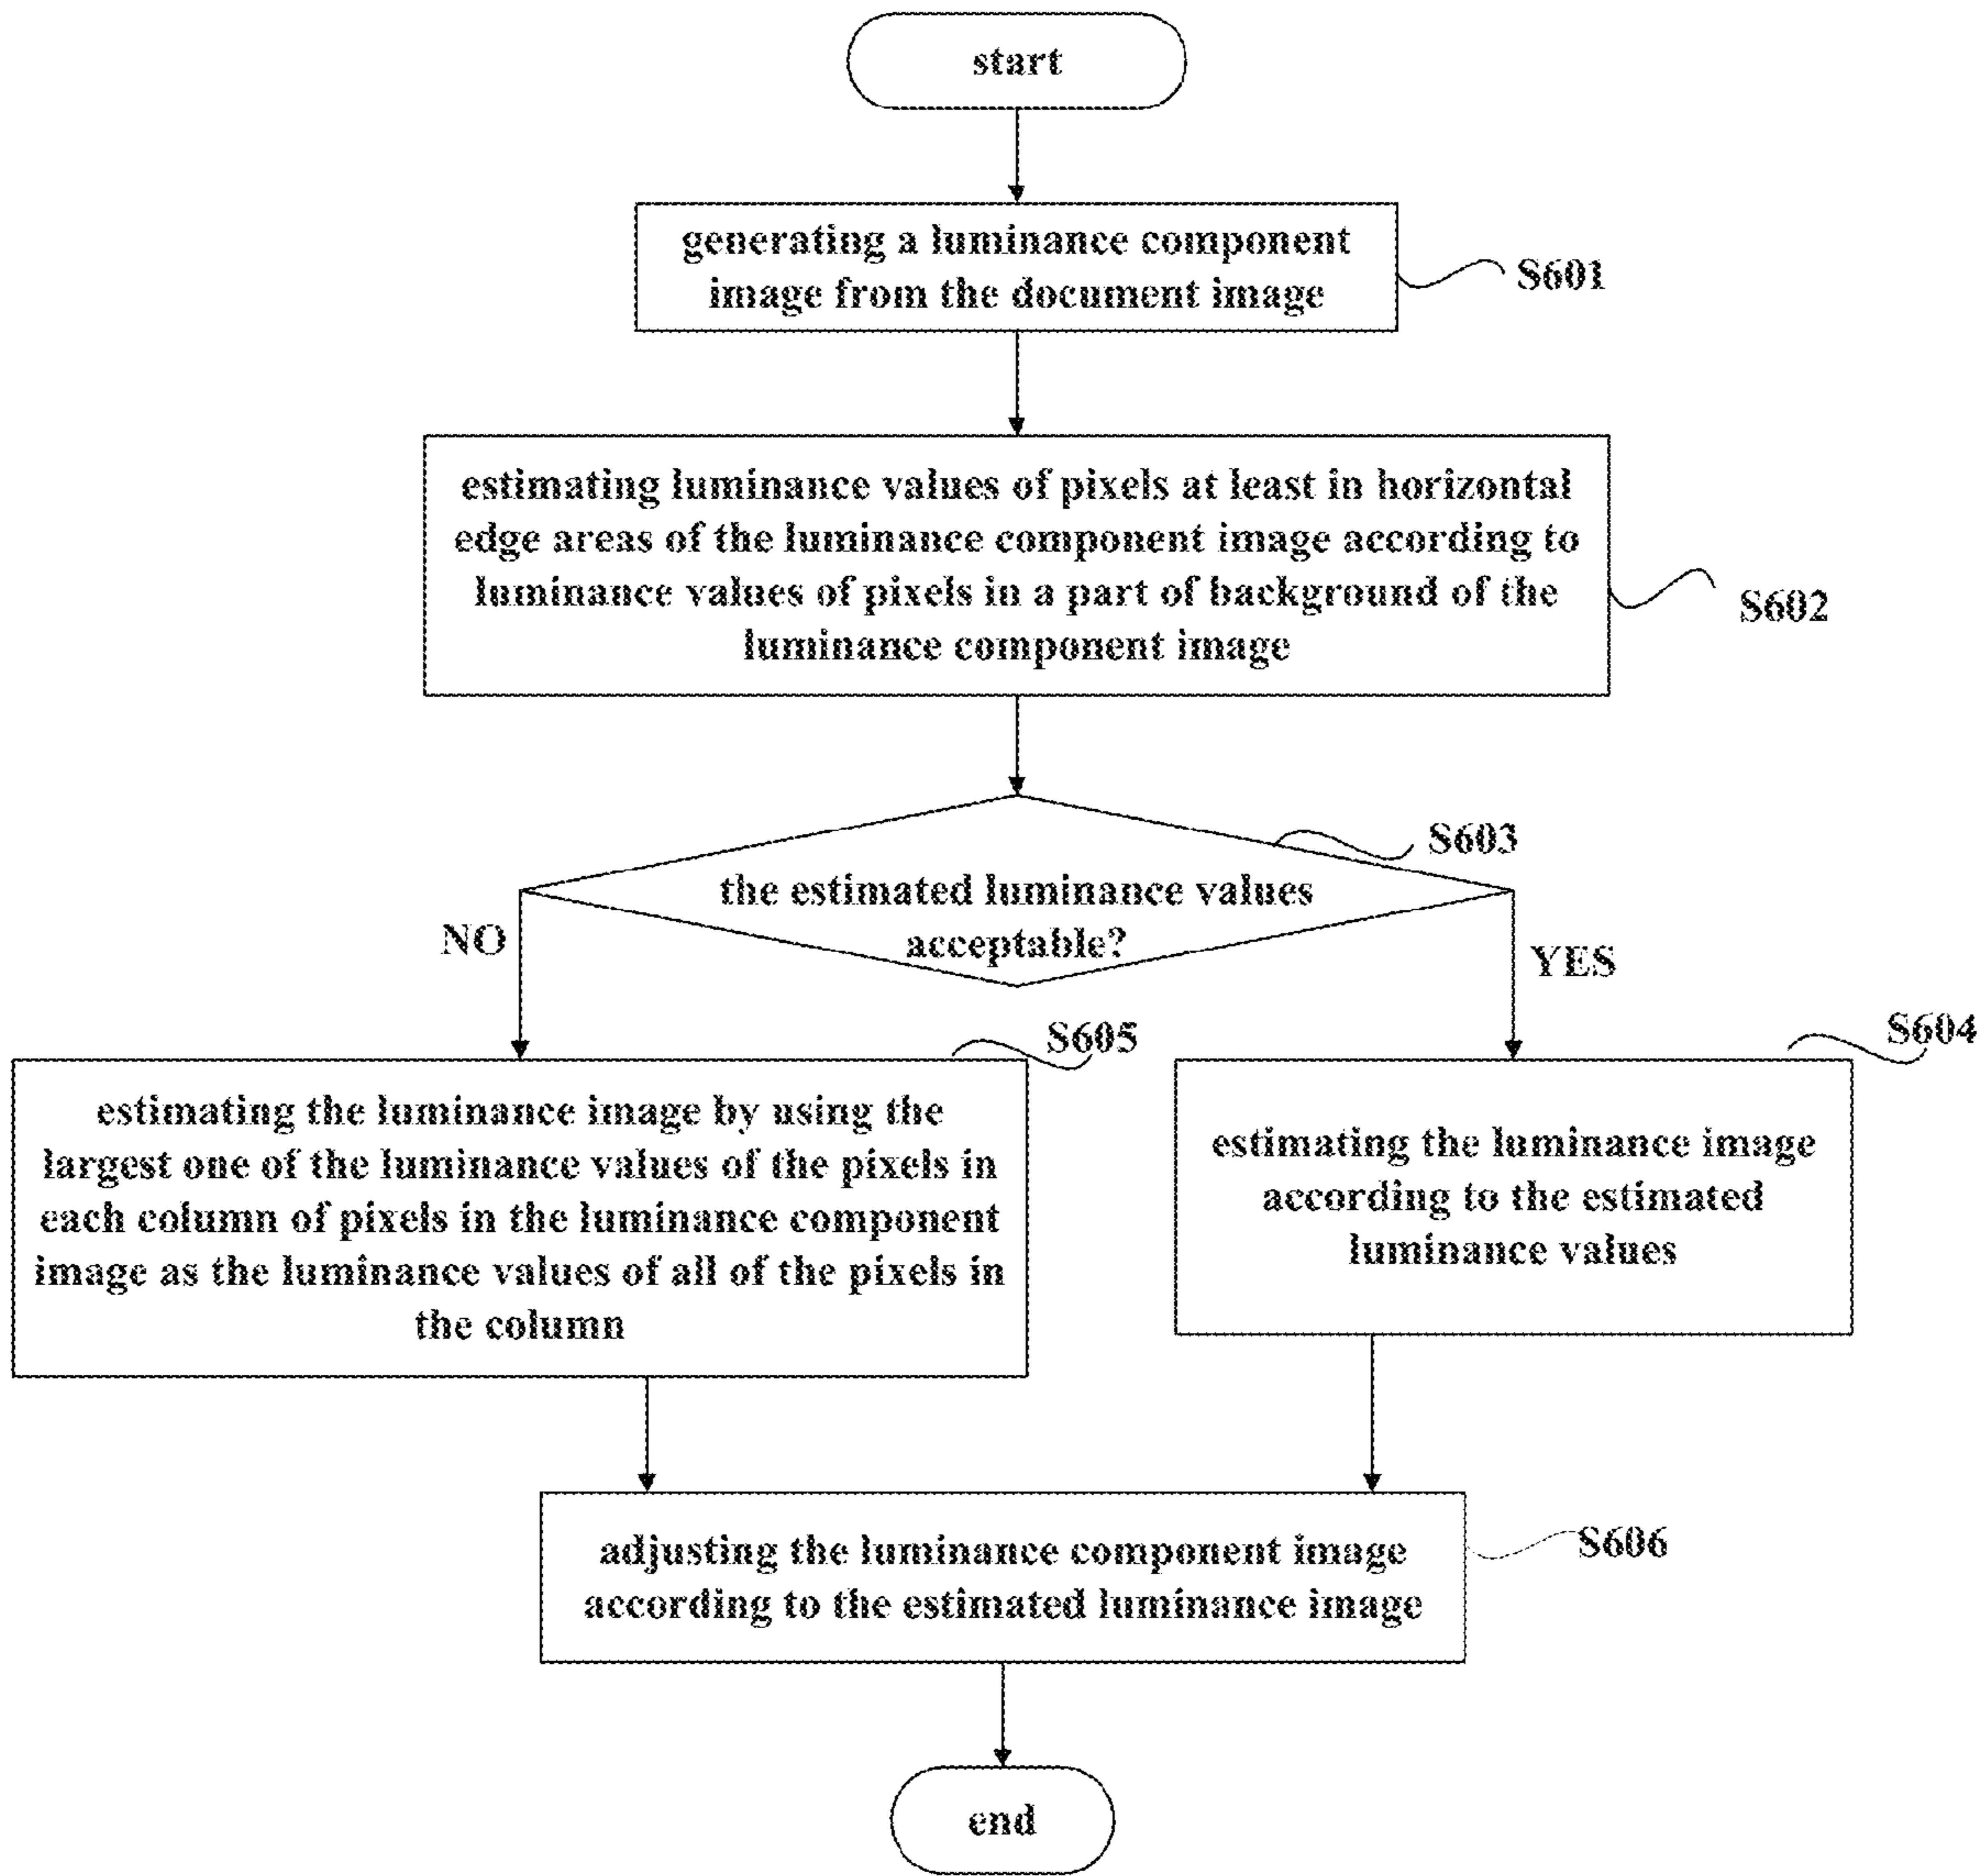 start
generating a luminance component
image from the document image
S601
estimating luminance values of pixels at least in horizontal
edge areas of the luminance component image according to
luminance values of pixels in a part of background of the
luminance component image
S602
S603
the estimated luminance values
acceptable?
NO
YES
S605
S604
estimating the luminance image by using the
largest one of the luminance values of the pixels in
each column of pixels in the luminance component
image as the luminance values of all of the pixels in
the column
estimating the luminance image
according to the estimated
luminance values
adjusting the luminance component image
according to the estimated luminance image
S606
end